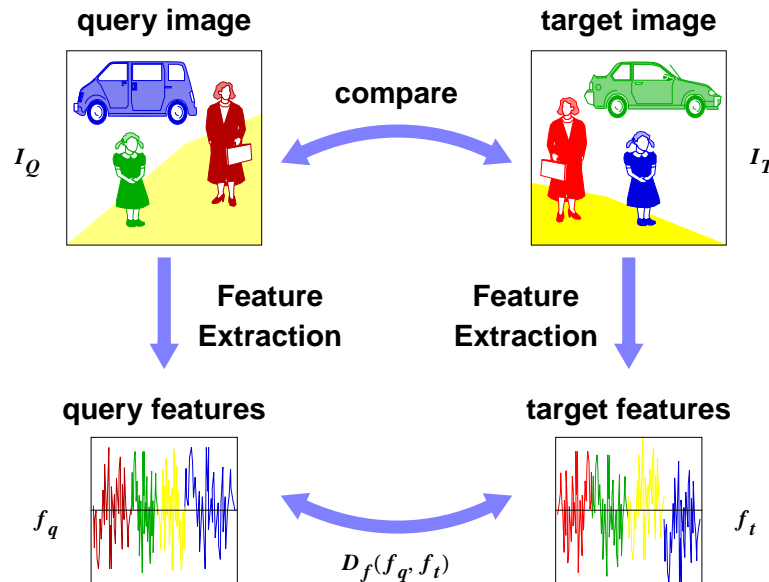 query image
target image
compare
I_Q
I_T
Feature
Extraction
Feature
Extraction
query features
target features
f_q
f_t
D_f(f_q, f_t)